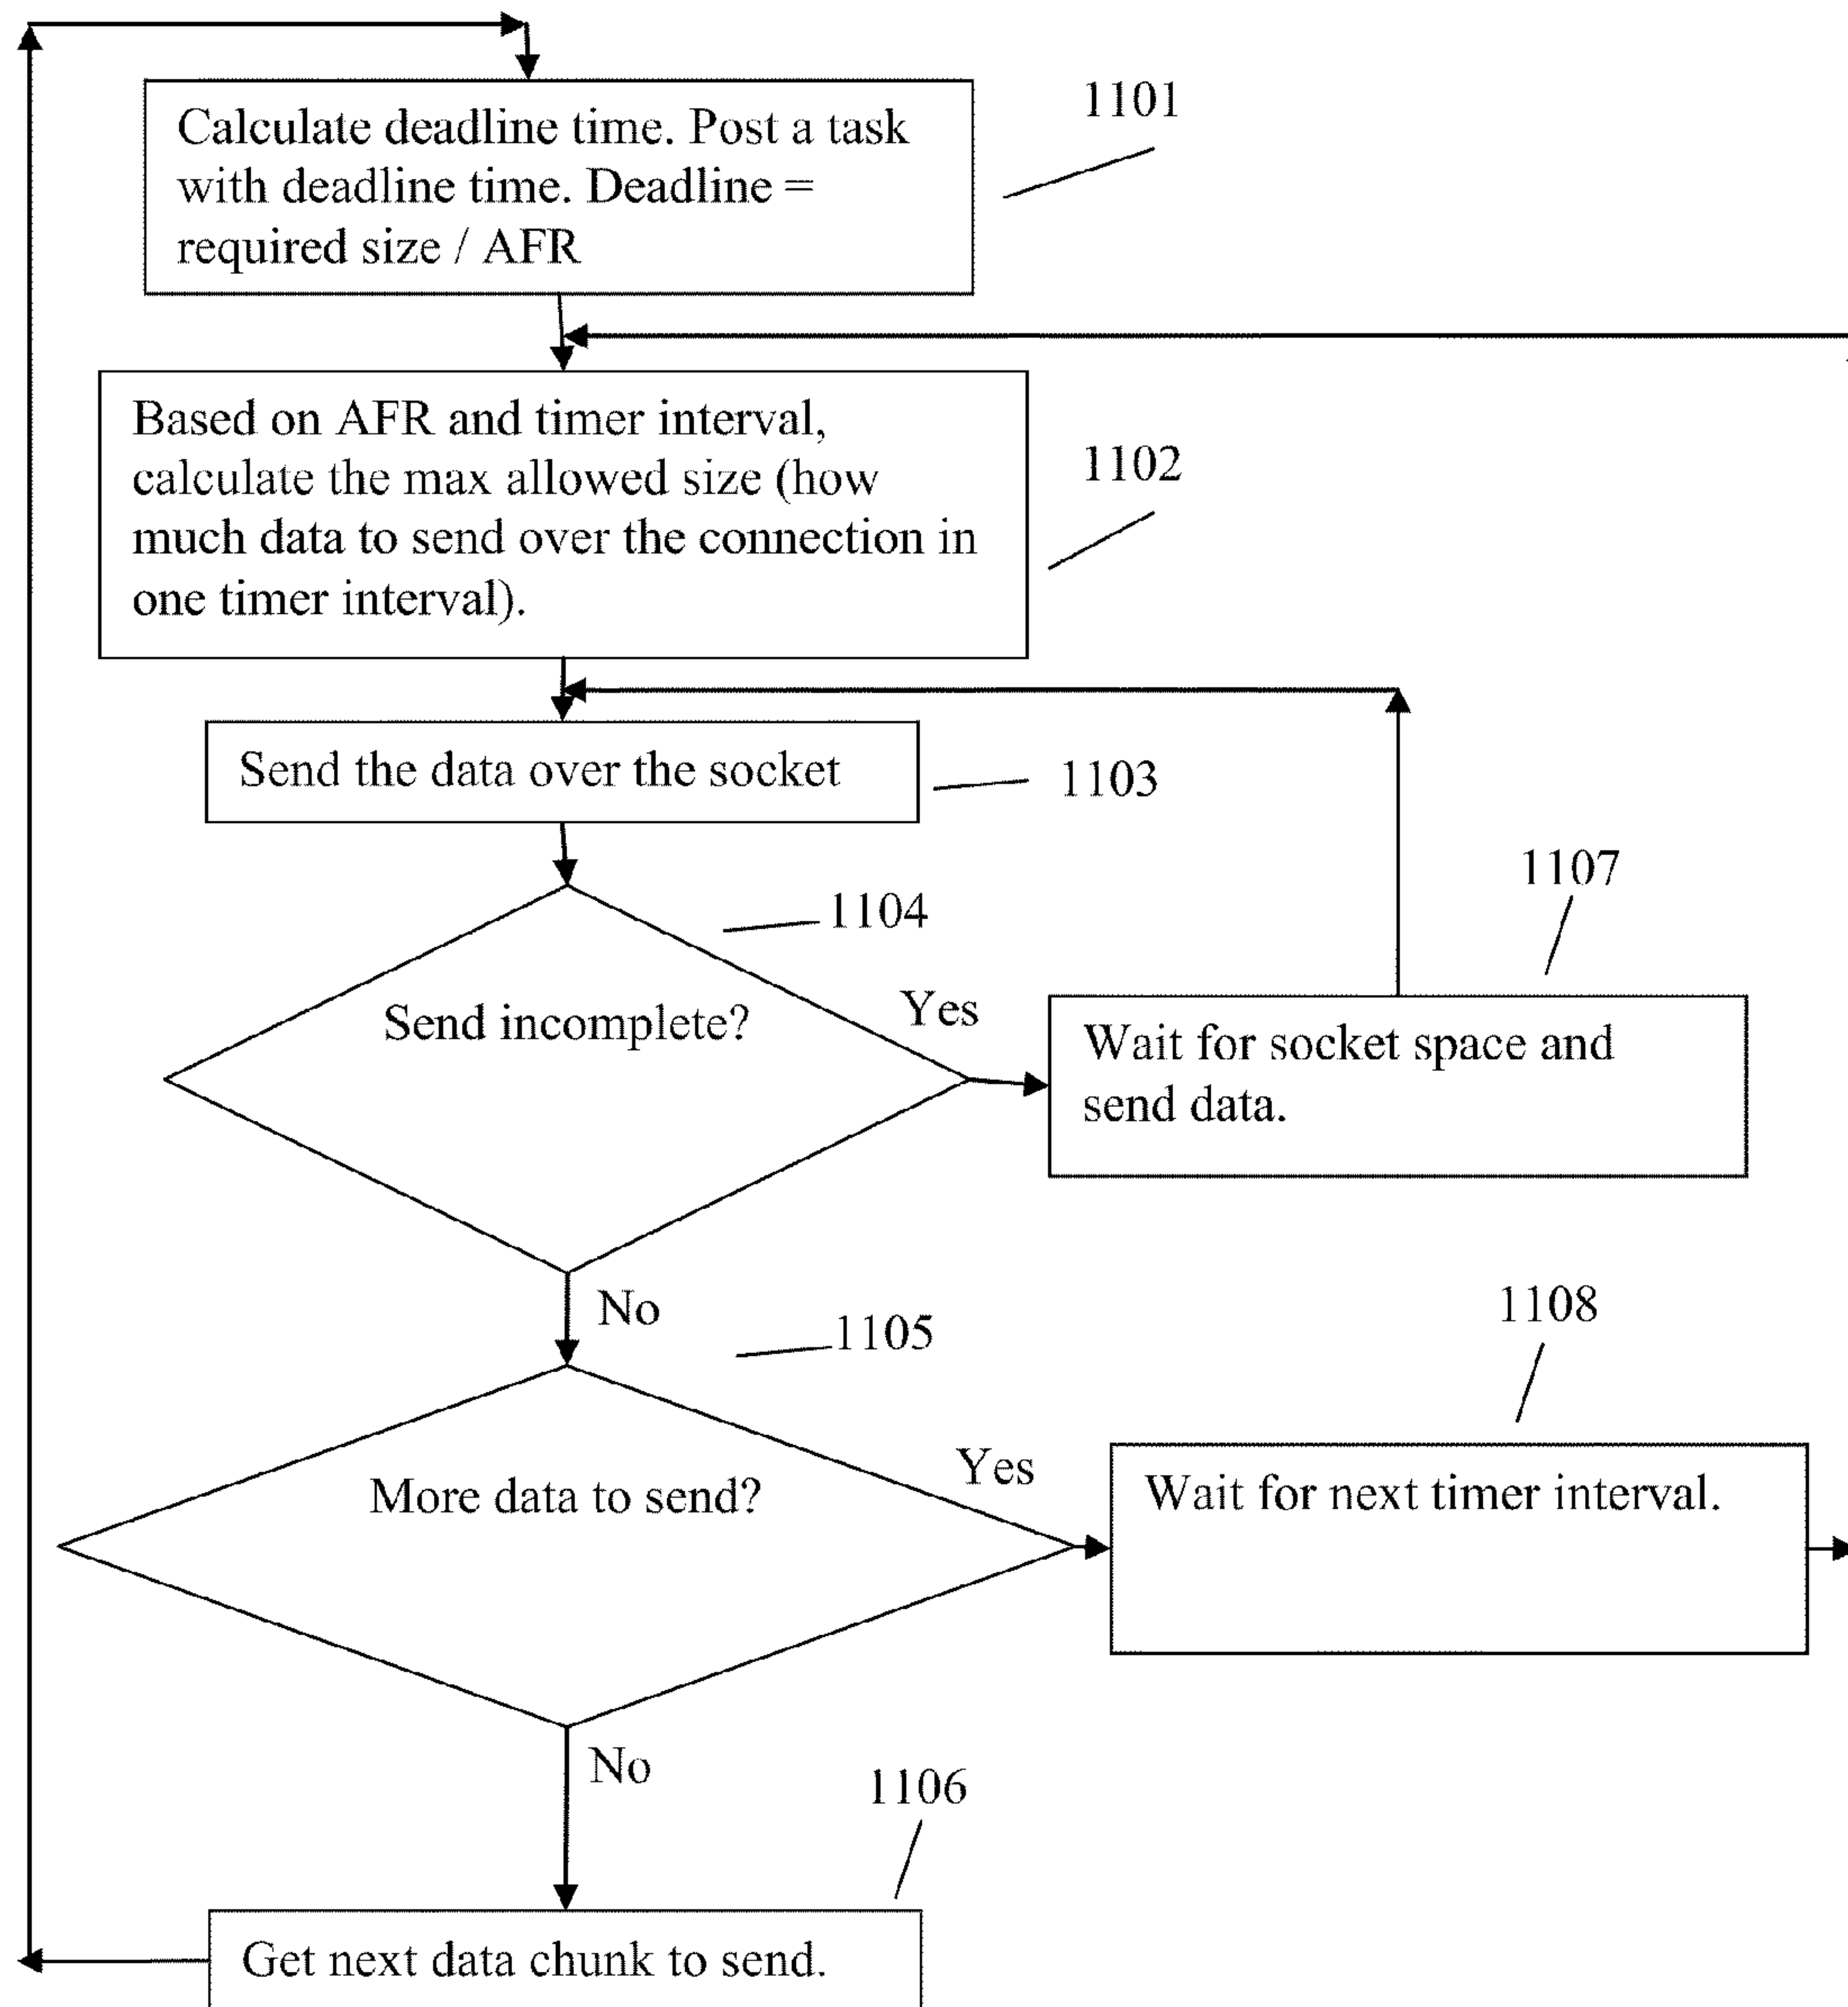 Calculate deadline time. Post a task
with deadline time. Deadline =
required size / AFR
1101
Based on AFR and timer interval,
calculate the max allowed size (how
much data to send over the connection in
one timer interval).
1102
Send the data over the socket
1103
1104
Send incomplete?
Yes
1107
Wait for socket space and
send data.
No
1105
1108
More data to send?
Yes
Wait for next timer interval.
No
1106
Get next data chunk to send.